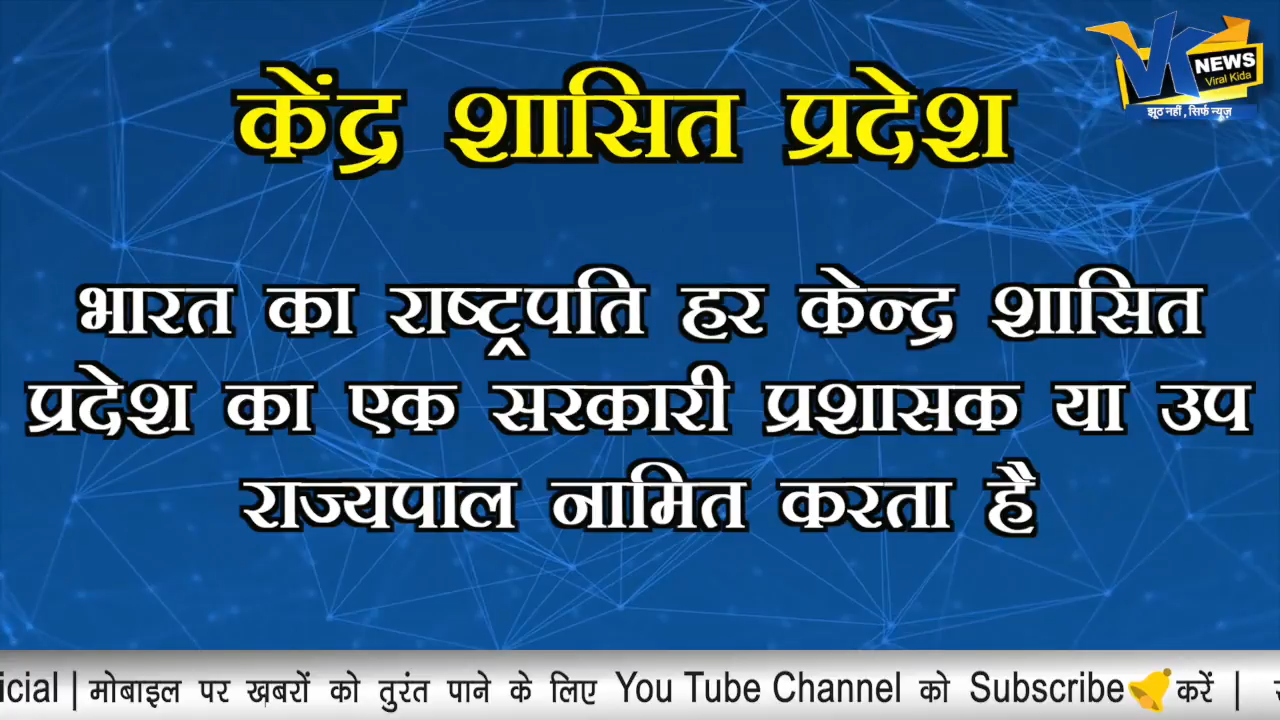 केंद्र शासित प्रदेश
NEWS
Viral Kida
झूठ नहीं, सिर्फ न्यूज़
भारत का राष्ट्रपति हर केन्द्र शासित
प्रदेश का एक सरकारी प्रशासक या उप
राज्यपाल नामित करता है
icial | मोबाइल पर ख़बरों को तुरंत पाने के लिए You Tube Channel को Subscribe करें |